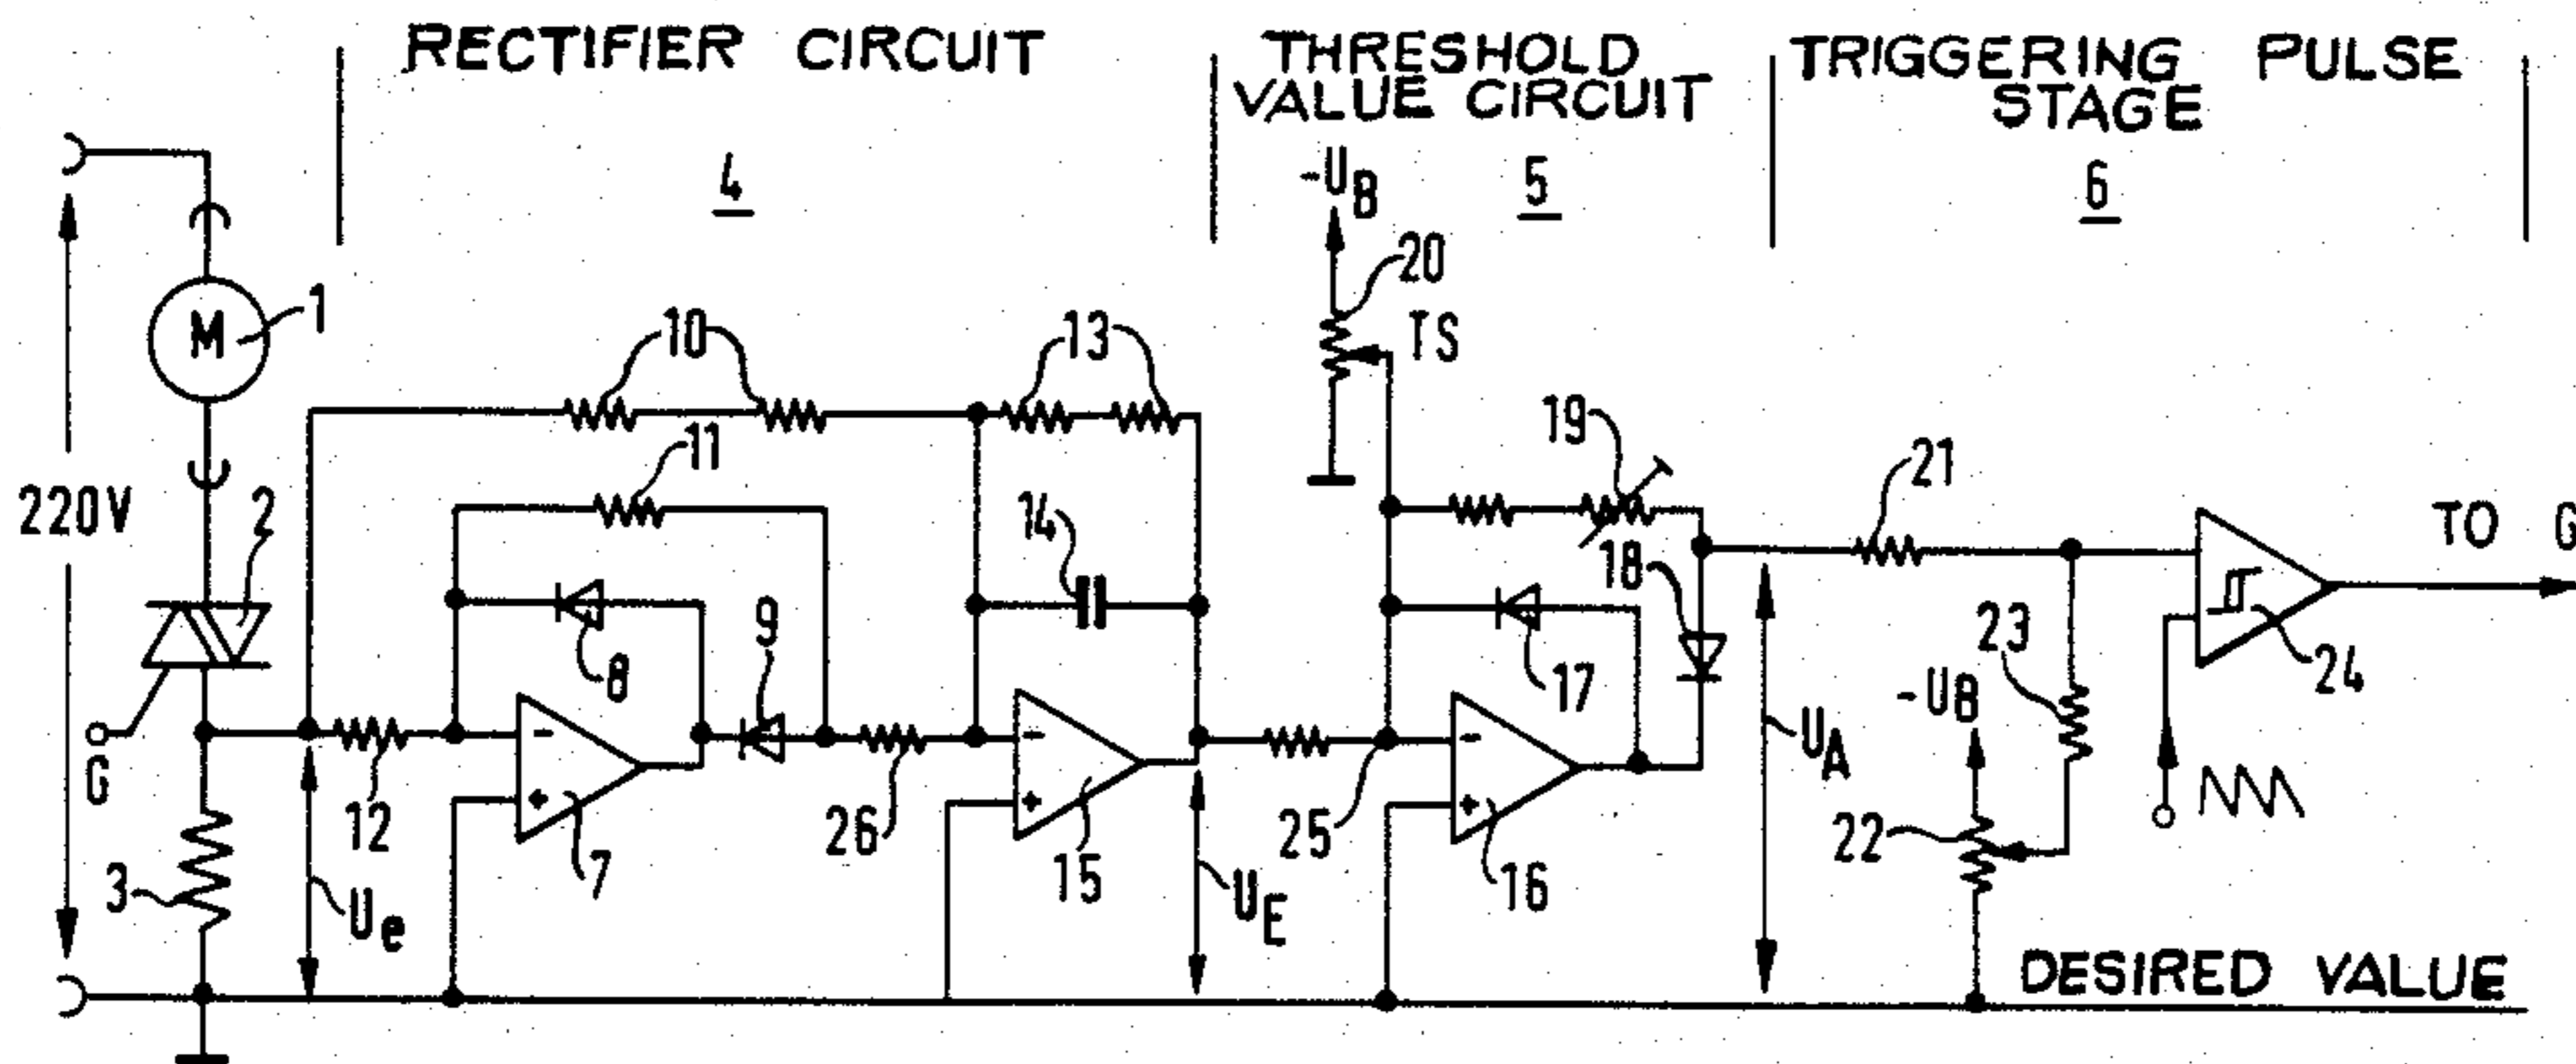 RECTIFIER CIRCUIT
4
THRESHOLD
VALUE CIRCUIT
5
TRIGGERING PULSE
STAGE
6
-UB
20
TS
1
M
10
13
19
11
21
220V
2
14
18
TO G
9
8
17
23
24
-UB
UA
G
12
7
26
15
25
16
22
3
Ue
UE
DESIRED VALUE
- + - + - +